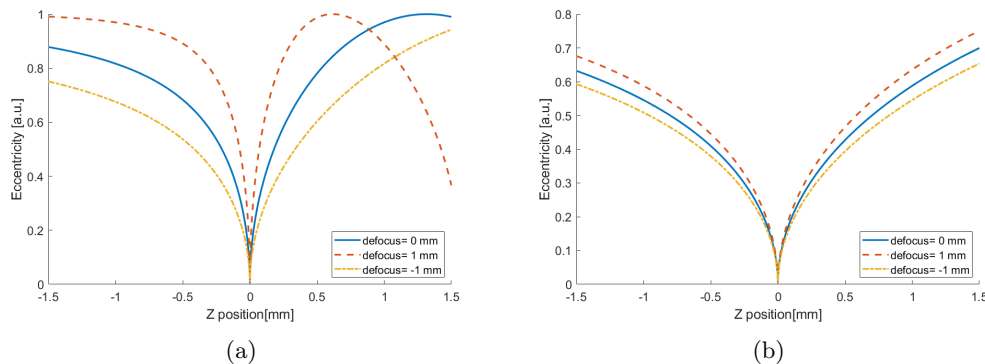 1
0.8
0.6
0.4
0.2
0
Eccentricity [a.u.]
-1.5
-1
-0.5
0
0.5
1
1.5
Z position[mm]
defocus= 0 mm
defocus= 1 mm
defocus= -1 mm
(a)
0.8
0.7
0.6
0.5
0.4
0.3
0.2
0.1
0
Eccentricity [a.u.]
-1.5
-1
-0.5
0
0.5
1
1.5
Z position[mm]
defocus= 0 mm
defocus= 1 mm
defocus= -1 mm
(b)